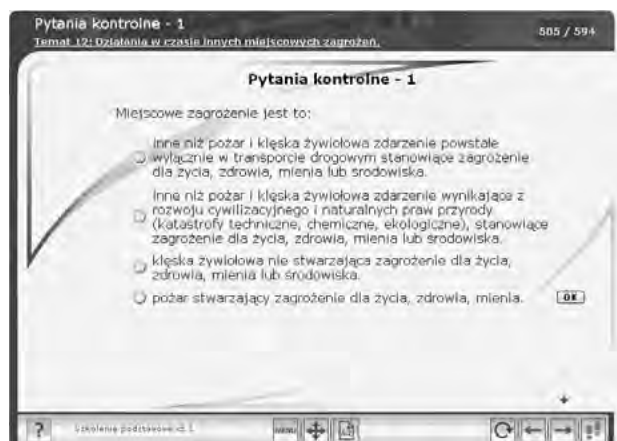 Pytania kontrolne - 1
Temat 12: Działania w czasie innych miejscowych zagrożeń.
505 / 594
Pytania kontrolne - 1
Miejscowe zagrożenie jest to:
inne niż pożar i klęska żywiołowa zdarzenie powstałe
wyłącznie w transporcie drogowym stanowiące zagrożenie
dla życia, zdrowia, mienia lub środowiska.
inne niż pożar i klęska żywiołowa zdarzenie wynikające z
rozwoju cywilizacyjnego i naturalnych praw przyrody
(katastrofy techniczne, chemiczne, ekologiczne), stanowiące
zagrożenie dla życia, zdrowia, mienia lub środowiska.
klęska żywiołowa nie stwarzająca zagrożenie dla życia,
zdrowia, mienia lub środowiska.
pożar stwarzający zagrożenie dla życia, zdrowia, mienia.
OK
? Szkolenie podstawowe cz.1 MENU